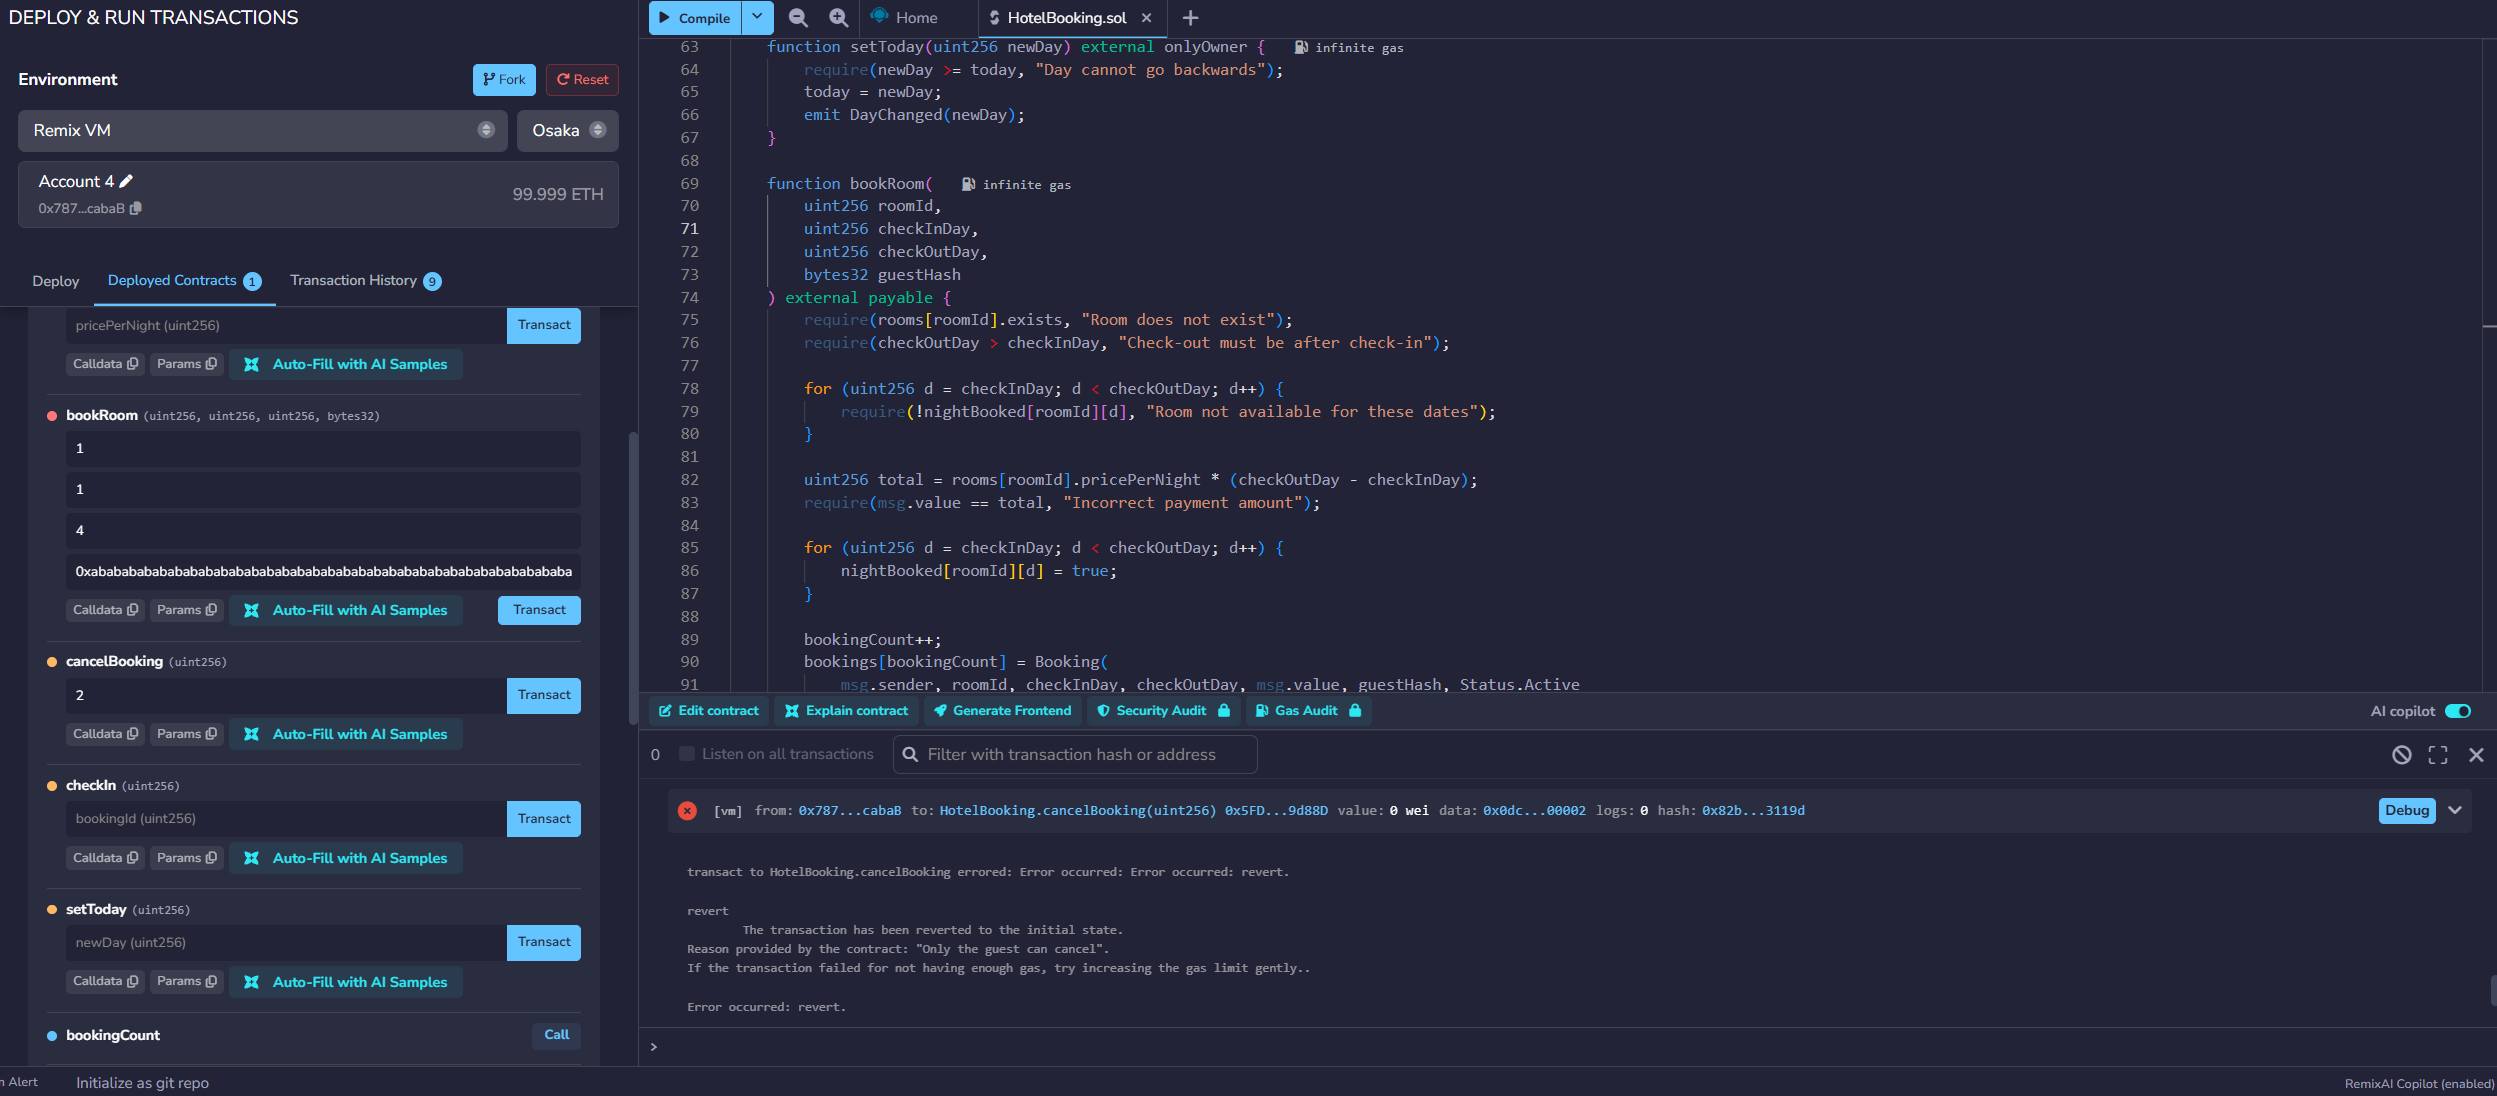 DEPLOY & RUN TRANSACTIONS
Environment
Fork
Reset
Remix VM
Osaka
Account 4
99.999 ETH
0x787...cabaB
Deploy
Deployed Contracts 1
Transaction History 9
pricePerNight (uint256)
Transact
Calldata
Params
Auto-Fill with AI Samples
bookRoom (uint256, uint256, uint256, bytes32)
1
1
4
Calldata
Params
Auto-Fill with AI Samples
Transact
cancelBooking (uint256)
2
Transact
Calldata
Params
Auto-Fill with AI Samples
checkIn (uint256)
bookingId (uint256)
Transact
Calldata
Params
Auto-Fill with AI Samples
setToday (uint256)
newDay (uint256)
Transact
Calldata
Params
Auto-Fill with AI Samples
bookingCount
Call
Compile
Home
HotelBooking.sol
63 function setToday(uint256 newDay) external onlyOwner { infinite gas
64 require(newDay >= today, "Day cannot go backwards");
65 today = newDay;
66 emit DayChanged(newDay);
67 }
68
69 function bookRoom( infinite gas
70 uint256 roomId,
71 uint256 checkInDay,
72 uint256 checkOutDay,
73 bytes32 guestHash
74 ) external payable {
75 require(rooms[roomId].exists, "Room does not exist");
76 require(checkOutDay > checkInDay, "Check-out must be after check-in");
77
78 for (uint256 d = checkInDay; d < checkOutDay; d++) {
79 require(!nightBooked[roomId][d], "Room not available for these dates");
80 }
81
82 uint256 total = rooms[roomId].pricePerNight * (checkOutDay - checkInDay);
83 require(msg.value == total, "Incorrect payment amount");
84
85 for (uint256 d = checkInDay; d < checkOutDay; d++) {
86 nightBooked[roomId][d] = true;
87 }
88
89 bookingCount++;
90 bookings[bookingCount] = Booking(
91 msg.sender, roomId, checkInDay, checkOutDay, msg.value, guestHash, Status.Active
Edit contract
Explain contract
Generate Frontend
Security Audit
Gas Audit
AI copilot
0
Listen on all transactions
Filter with transaction hash or address
[vm] from: 0x787...cabaB to: HotelBooking.cancelBooking(uint256) 0x5FD...9d88D value: 0 wei data: 0x0dc...00002 logs: 0 hash: 0x82b...3119d
Debug
transact to HotelBooking.cancelBooking errored: Error occurred: Error occurred: revert.
revert
The transaction has been reverted to the initial state.
Reason provided by the contract: "Only the guest can cancel".
If the transaction failed for not having enough gas, try increasing the gas limit gently..
Error occurred: revert.
>
Alert
Initialize as git repo
RemixAI Copilot (enabled)